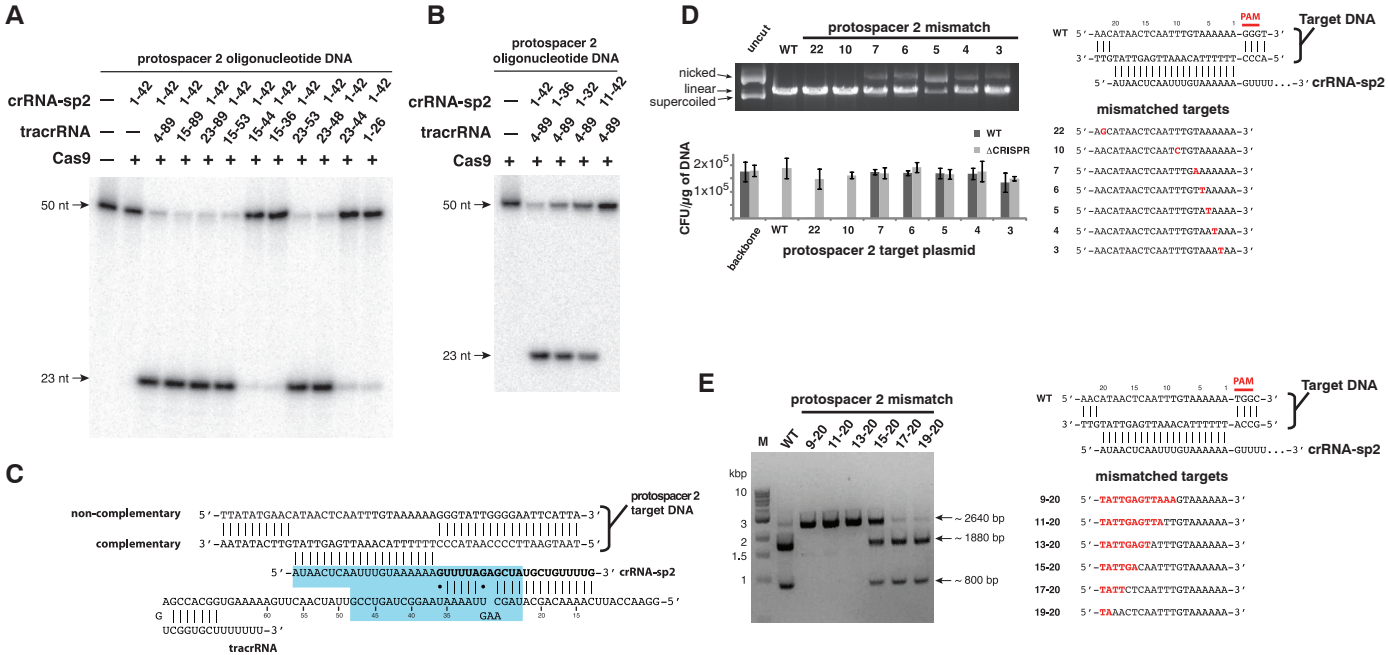 A
protospacer 2 oligonucleotide DNA
crRNA-sp2 — 1-42 1-42 1-42 1-42 1-42 1-42 1-42 1-42 1-42 1-42 1-42
tracrRNA — — 4-89 15-89 23-89 15-53 15-44 15-36 23-53 23-48 23-44 1-26
Cas9 — + + + + + + + + + + +
50 nt
23 nt
B
protospacer 2
oligonucleotide DNA
crRNA-sp2 — 1-42 1-36 1-32 11-42
tracrRNA — 4-89 4-89 4-89 4-89
Cas9 + + + + +
50 nt
23 nt
C
non-complementary 5'-TTATATGAACATAACTCAATTTGTAAAAAAGGGTATTGGGGAATTCATTA-3'
complementary 3'-AATATACTTGTATTGAGTTAAACATTTTTTCCCATAACCCCTTAAGTAAT-5'
protospacer 2
target DNA
5'-AUAACUCAAUUUGUAAAAAAGUUUUAGAGCUAUGCUGUUUUG-3' crRNA-sp2
AGCCACGGUGAAAAAGUUCAACUAUUGCCUGAUCGGAAUAAAAUU CGAUACGACAAAACUUACCAAGG-5'
G
60 55 50 45 40 35 30 20 15
GAA
UCGGUGCUUUUUUU-3'
tracrRNA
D
protospacer 2 mismatch
uncut WT 22 10 7 6 5 4 3
nicked
linear
supercoiled
WT
ΔCRISPR
CFU/µg of DNA
2x10⁵
1x10⁵
backbone WT 22 10 7 6 5 4 3
protospacer 2 target plasmid
PAM
20 15 10 5 1
Target DNA
WT 5'-AACATAACTCAATTTGTAAAAAA-GGGT-3'
3'-TTGTATTGAGTTAAACATTTTTT-CCCA-5'
5'-AUAACUCAAUUUGUAAAAAA-GUUUU...-3' crRNA-sp2
mismatched targets
22 5'-AGCATAACTCAATTTGTAAAAAA-3'
10 5'-AACATAACTCAATCTGTAAAAAA-3'
7 5'-AACATAACTCAATTTGAAAAAAA-3'
6 5'-AACATAACTCAATTTGTTAAAAA-3'
5 5'-AACATAACTCAATTTGTATAAAA-3'
4 5'-AACATAACTCAATTTGTAATAAA-3'
3 5'-AACATAACTCAATTTGTAAATAA-3'
E
protospacer 2 mismatch
M WT 9-20 11-20 13-20 15-20 17-20 19-20
kbp
10
3
2
1.5
1
~ 2640 bp
~ 1880 bp
~ 800 bp
PAM
20 15 10 5 1
Target DNA
WT 5'-AACATAACTCAATTTGTAAAAAA-TGGC-3'
3'-TTGTATTGAGTTAAACATTTTTT-ACCG-5'
5'-AUAACUCAAUUUGUAAAAAA-GUUUU...-3' crRNA-sp2
mismatched targets
9-20 5'-TATTGAGTTAAAGTAAAAAA-3'
11-20 5'-TATTGAGTTATTGTAAAAAA-3'
13-20 5'-TATTGAGTATTTGTAAAAAA-3'
15-20 5'-TATTGACAATTTGTAAAAAA-3'
17-20 5'-TATTCTCAATTTGTAAAAAA-3'
19-20 5'-TAAACTCAATTTGTAAAAAA-3'